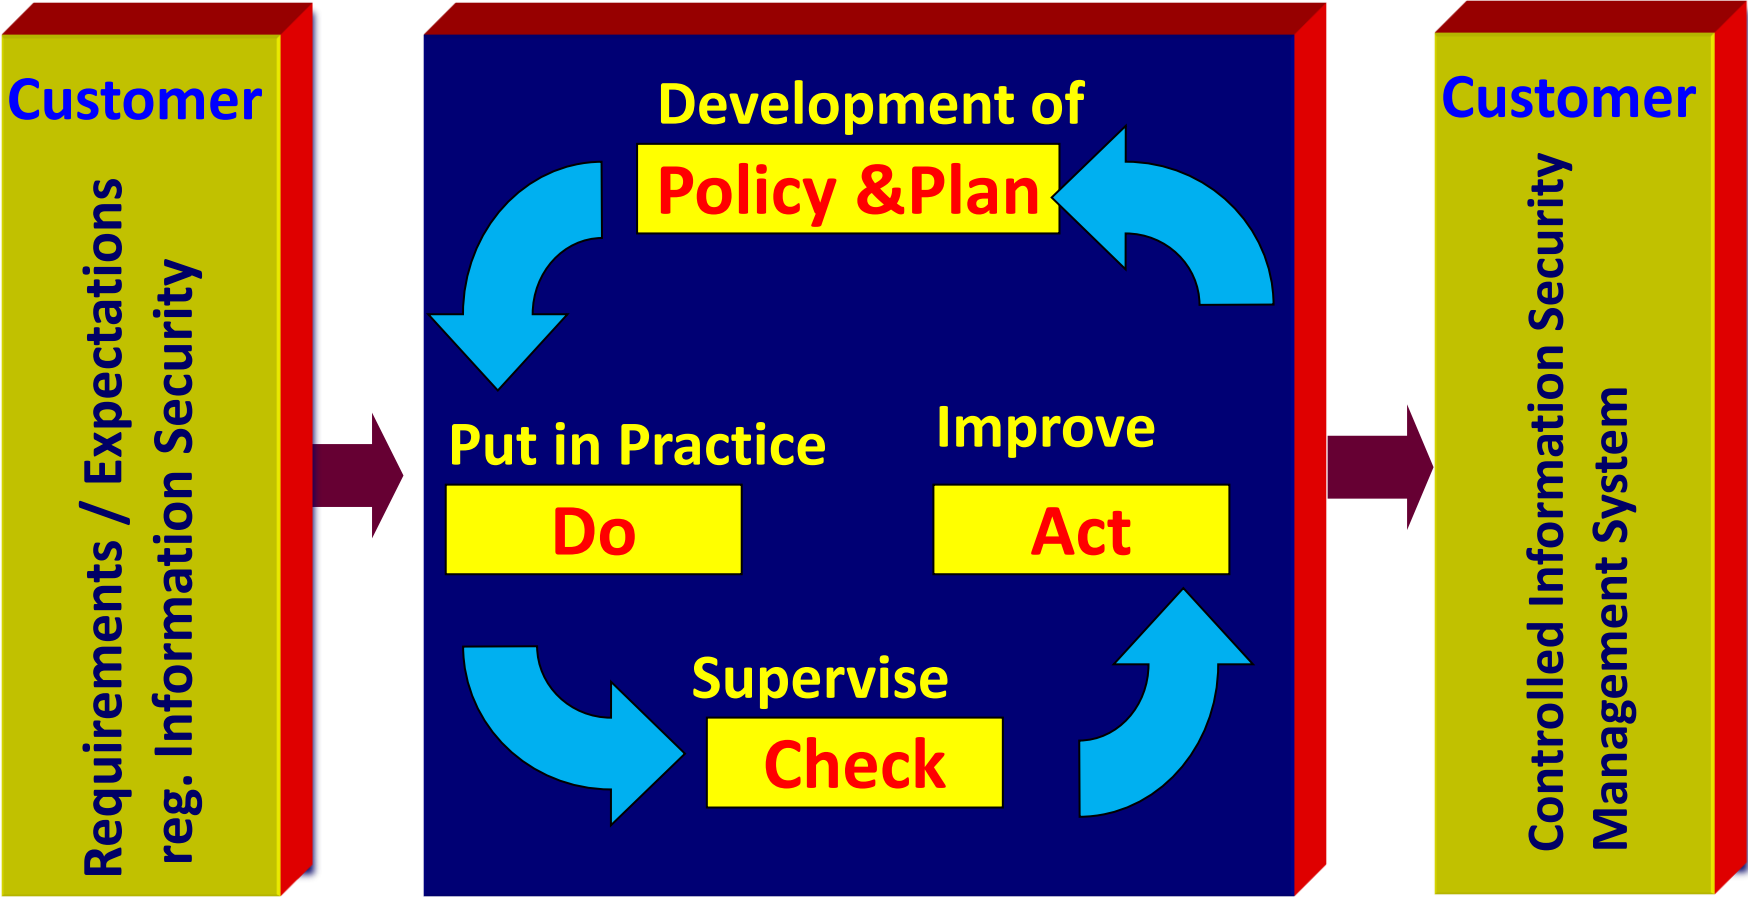 Customer
Requirements / Expectations
reg. Information Security
Development of
Policy &Plan
Put in Practice
Do
Improve
Act
Supervise
Check
Customer
Controlled Information Security
Management System